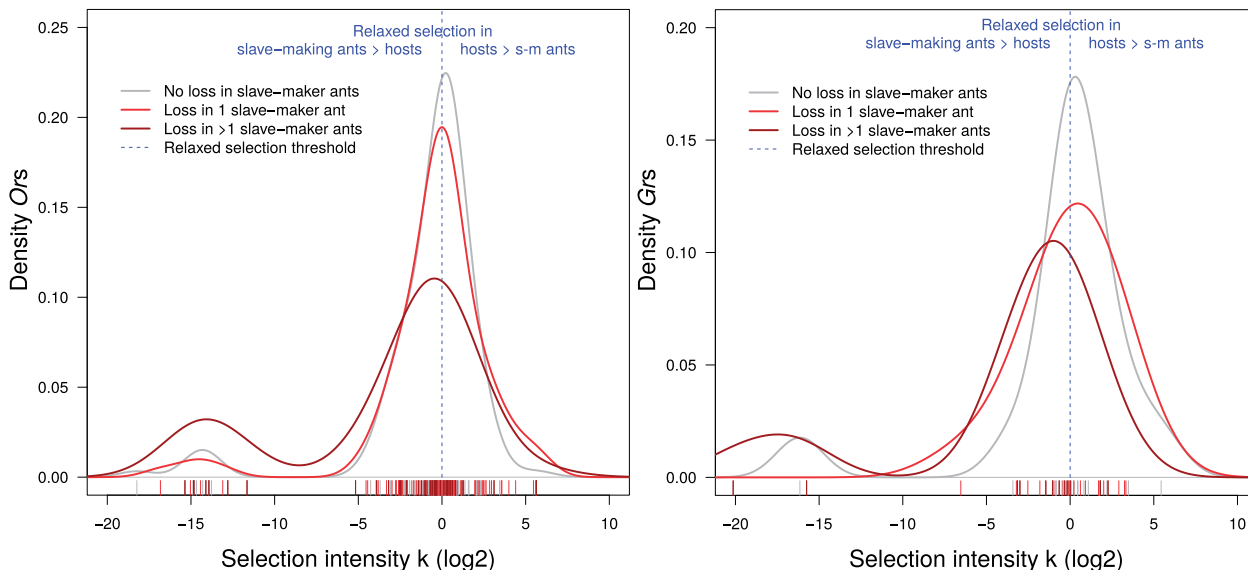 Relaxed selection in
slave−making ants > hosts
hosts > s-m ants
No loss in slave−maker ants
Loss in 1 slave−maker ant
Loss in >1 slave−maker ants
Relaxed selection threshold
0.25
0.20
0.15
0.10
0.05
0.00
Density Ors
−20
−15
−10
−5
0
5
10
Selection intensity k (log2)
Relaxed selection in
slave−making ants > hosts
hosts > s-m ants
No loss in slave−maker ants
Loss in 1 slave−maker ant
Loss in >1 slave−maker ants
Relaxed selection threshold
0.20
0.15
0.10
0.05
0.00
Density Grs
−20
−15
−10
−5
0
5
10
Selection intensity k (log2)